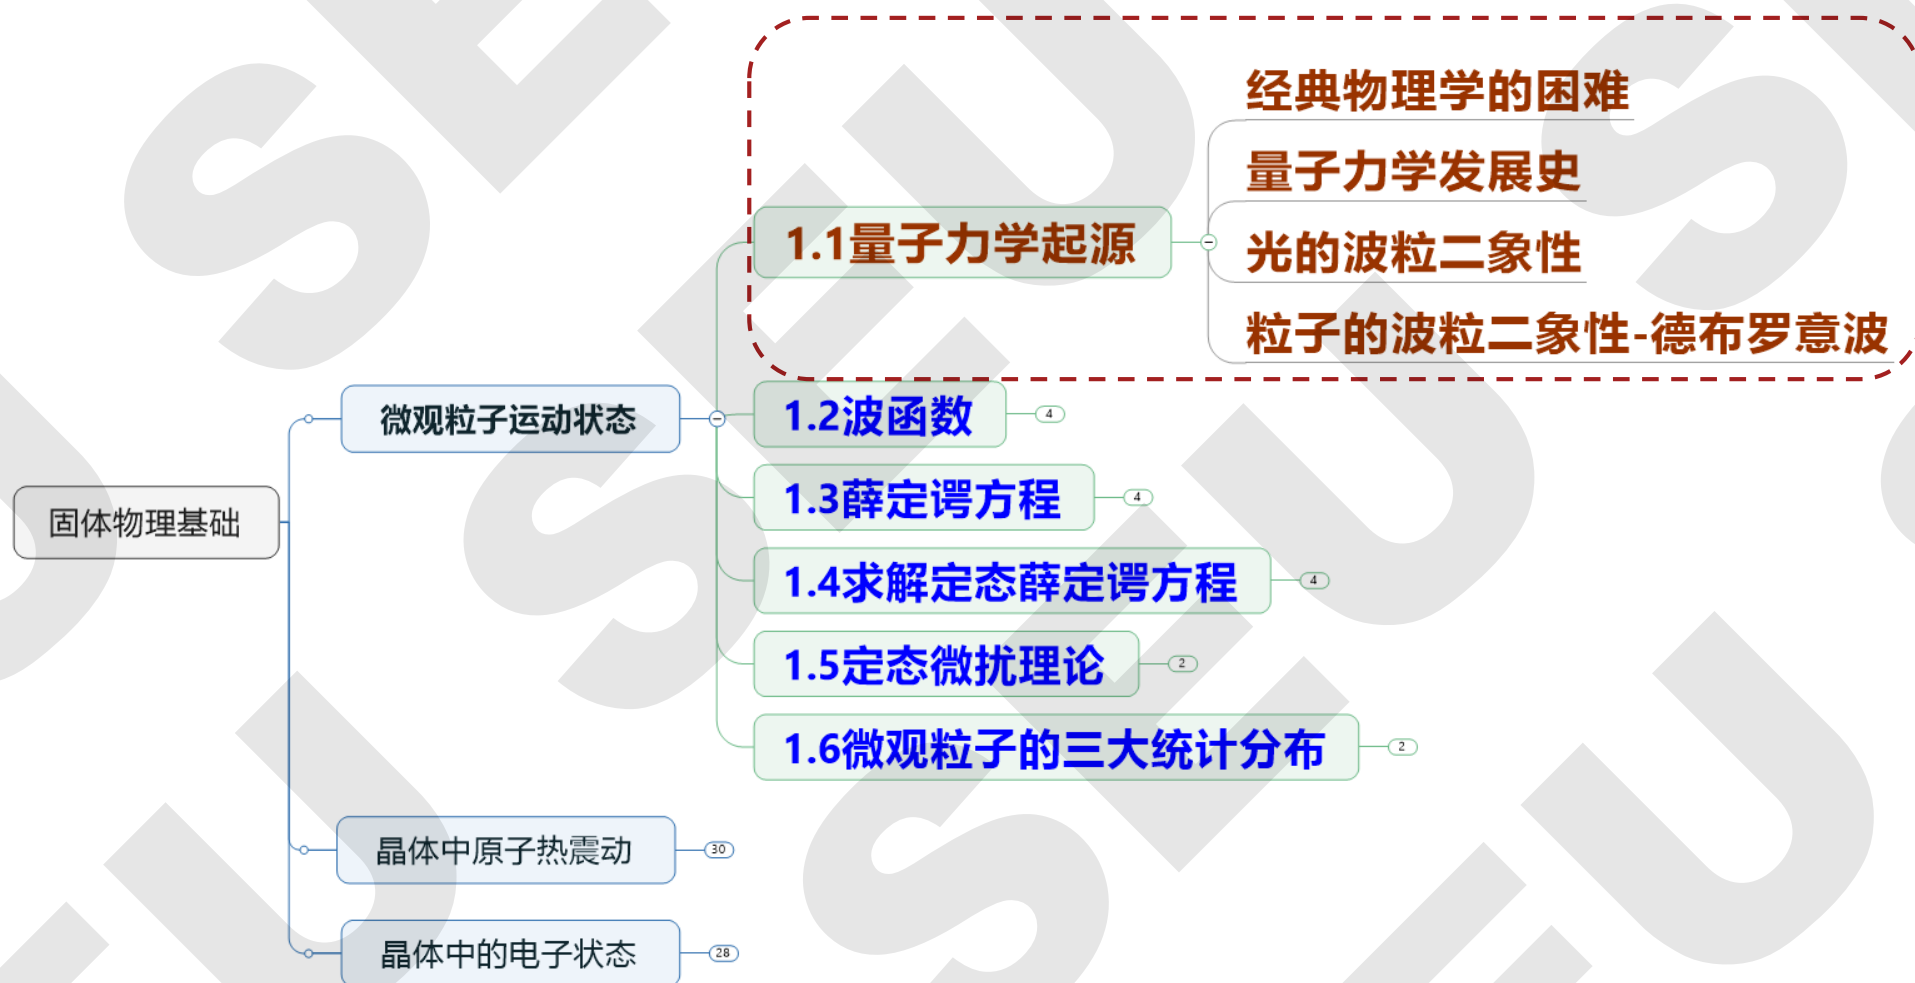 固体物理基础
微观粒子运动状态
1.1量子力学起源
经典物理学的困难
量子力学发展史
光的波粒二象性
粒子的波粒二象性-德布罗意波
1.2波函数
4
1.3薛定谔方程
4
1.4求解定态薛定谔方程
4
1.5定态微扰理论
2
1.6微观粒子的三大统计分布
2
晶体中原子热震动
30
晶体中的电子状态
28
SEU
SEU
SEU
SEU